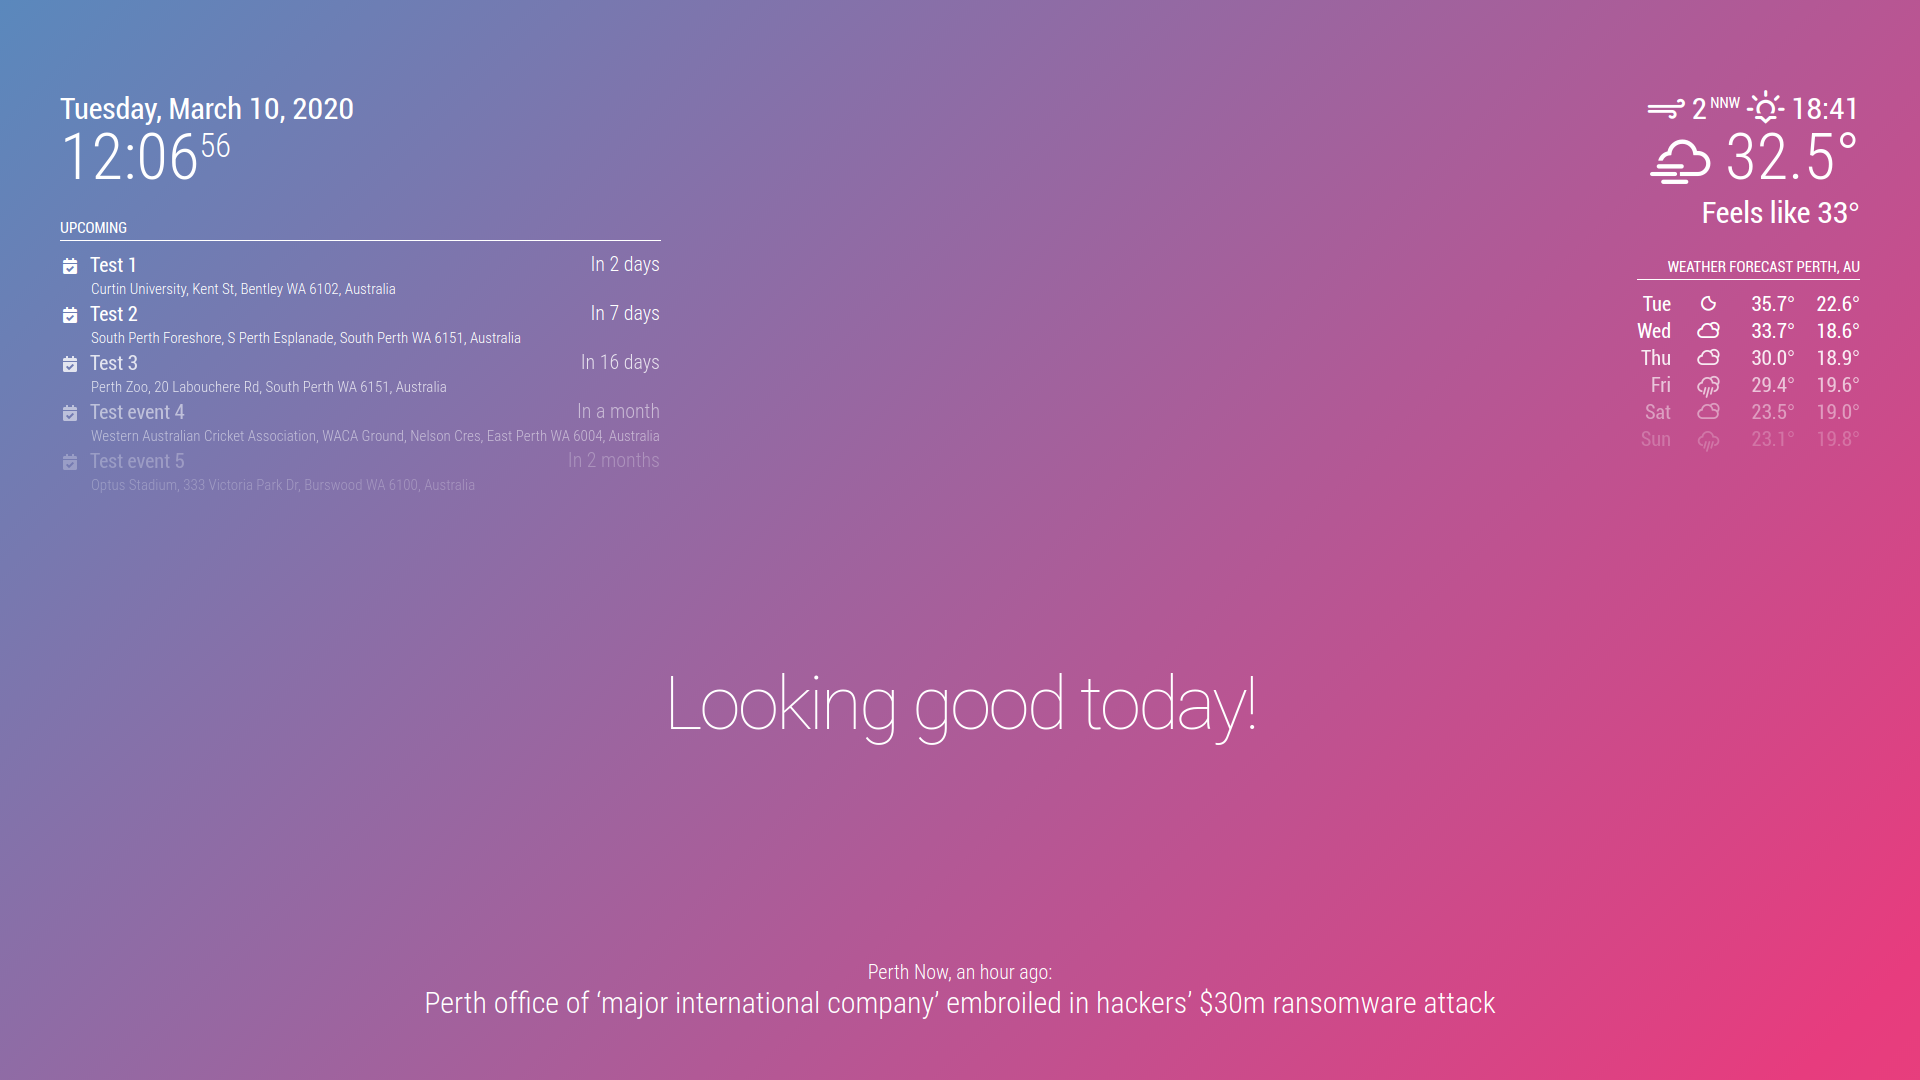 Tuesday, March 10, 2020
12:06 56
UPCOMING
Test 1 In 2 days
Curtin University, Kent St, Bentley WA 6102, Australia
Test 2 In 7 days
South Perth Foreshore, S Perth Esplanade, South Perth WA 6151, Australia
Test 3 In 16 days
Perth Zoo, 20 Labouchere Rd, South Perth WA 6151, Australia
Test event 4 In a month
Western Australian Cricket Association, WACA Ground, Nelson Cres, East Perth WA 6004, Australia
Test event 5 In 2 months
Optus Stadium, 333 Victoria Park Dr, Burswood WA 6100, Australia
2 NNW 18:41
32.5°
Feels like 33°
WEATHER FORECAST PERTH, AU
Tue 35.7° 22.6°
Wed 33.7° 18.6°
Thu 30.0° 18.9°
Fri 29.4° 19.6°
Sat 23.5° 19.0°
Sun 23.1° 19.8°
Looking good today!
Perth Now, an hour ago:
Perth office of ‘major international company’ embroiled in hackers’ $30m ransomware attack